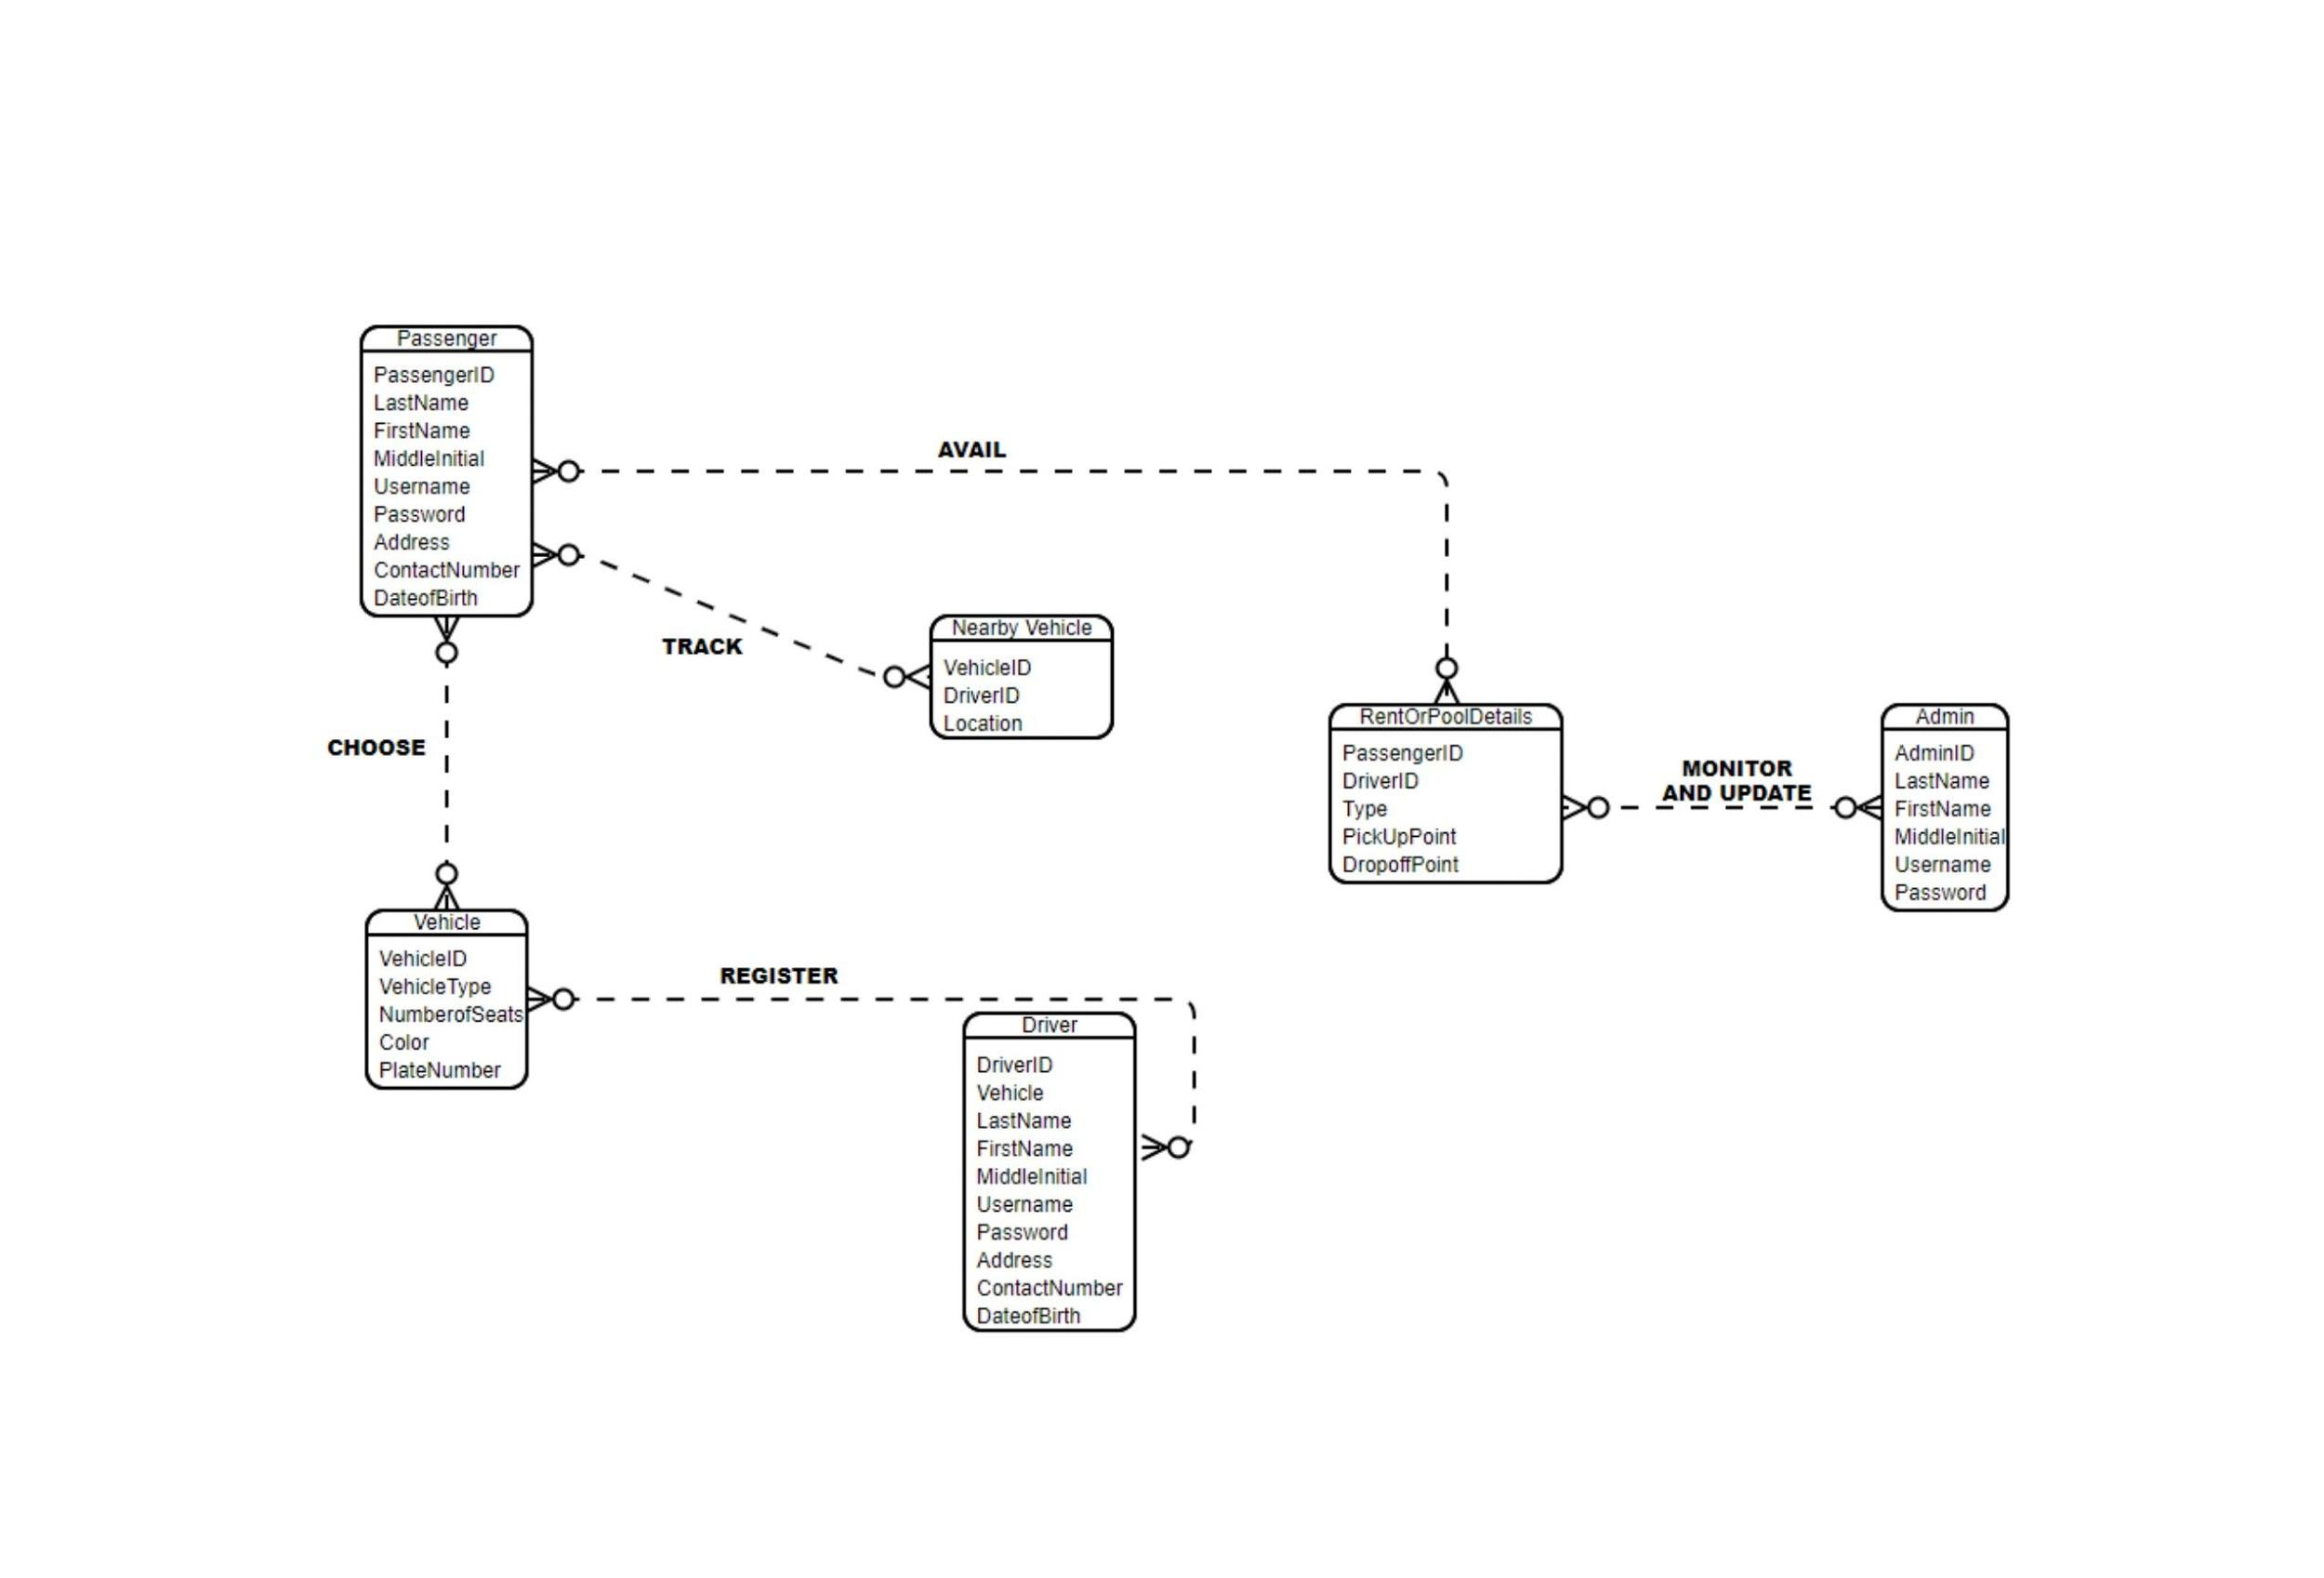 Passenger
PassengerID
LastName
FirstName
MiddleInitial
Username
Password
Address
ContactNumber
DateofBirth
AVAIL
TRACK
Nearby Vehicle
VehicleID
DriverID
Location
CHOOSE
RentOrPoolDetails
PassengerID
DriverID
Type
PickUpPoint
DropoffPoint
MONITOR
AND UPDATE
Admin
AdminID
LastName
FirstName
MiddleInitial
Username
Password
Vehicle
VehicleID
VehicleType
NumberofSeats
Color
PlateNumber
REGISTER
Driver
DriverID
Vehicle
LastName
FirstName
MiddleInitial
Username
Password
Address
ContactNumber
DateofBirth